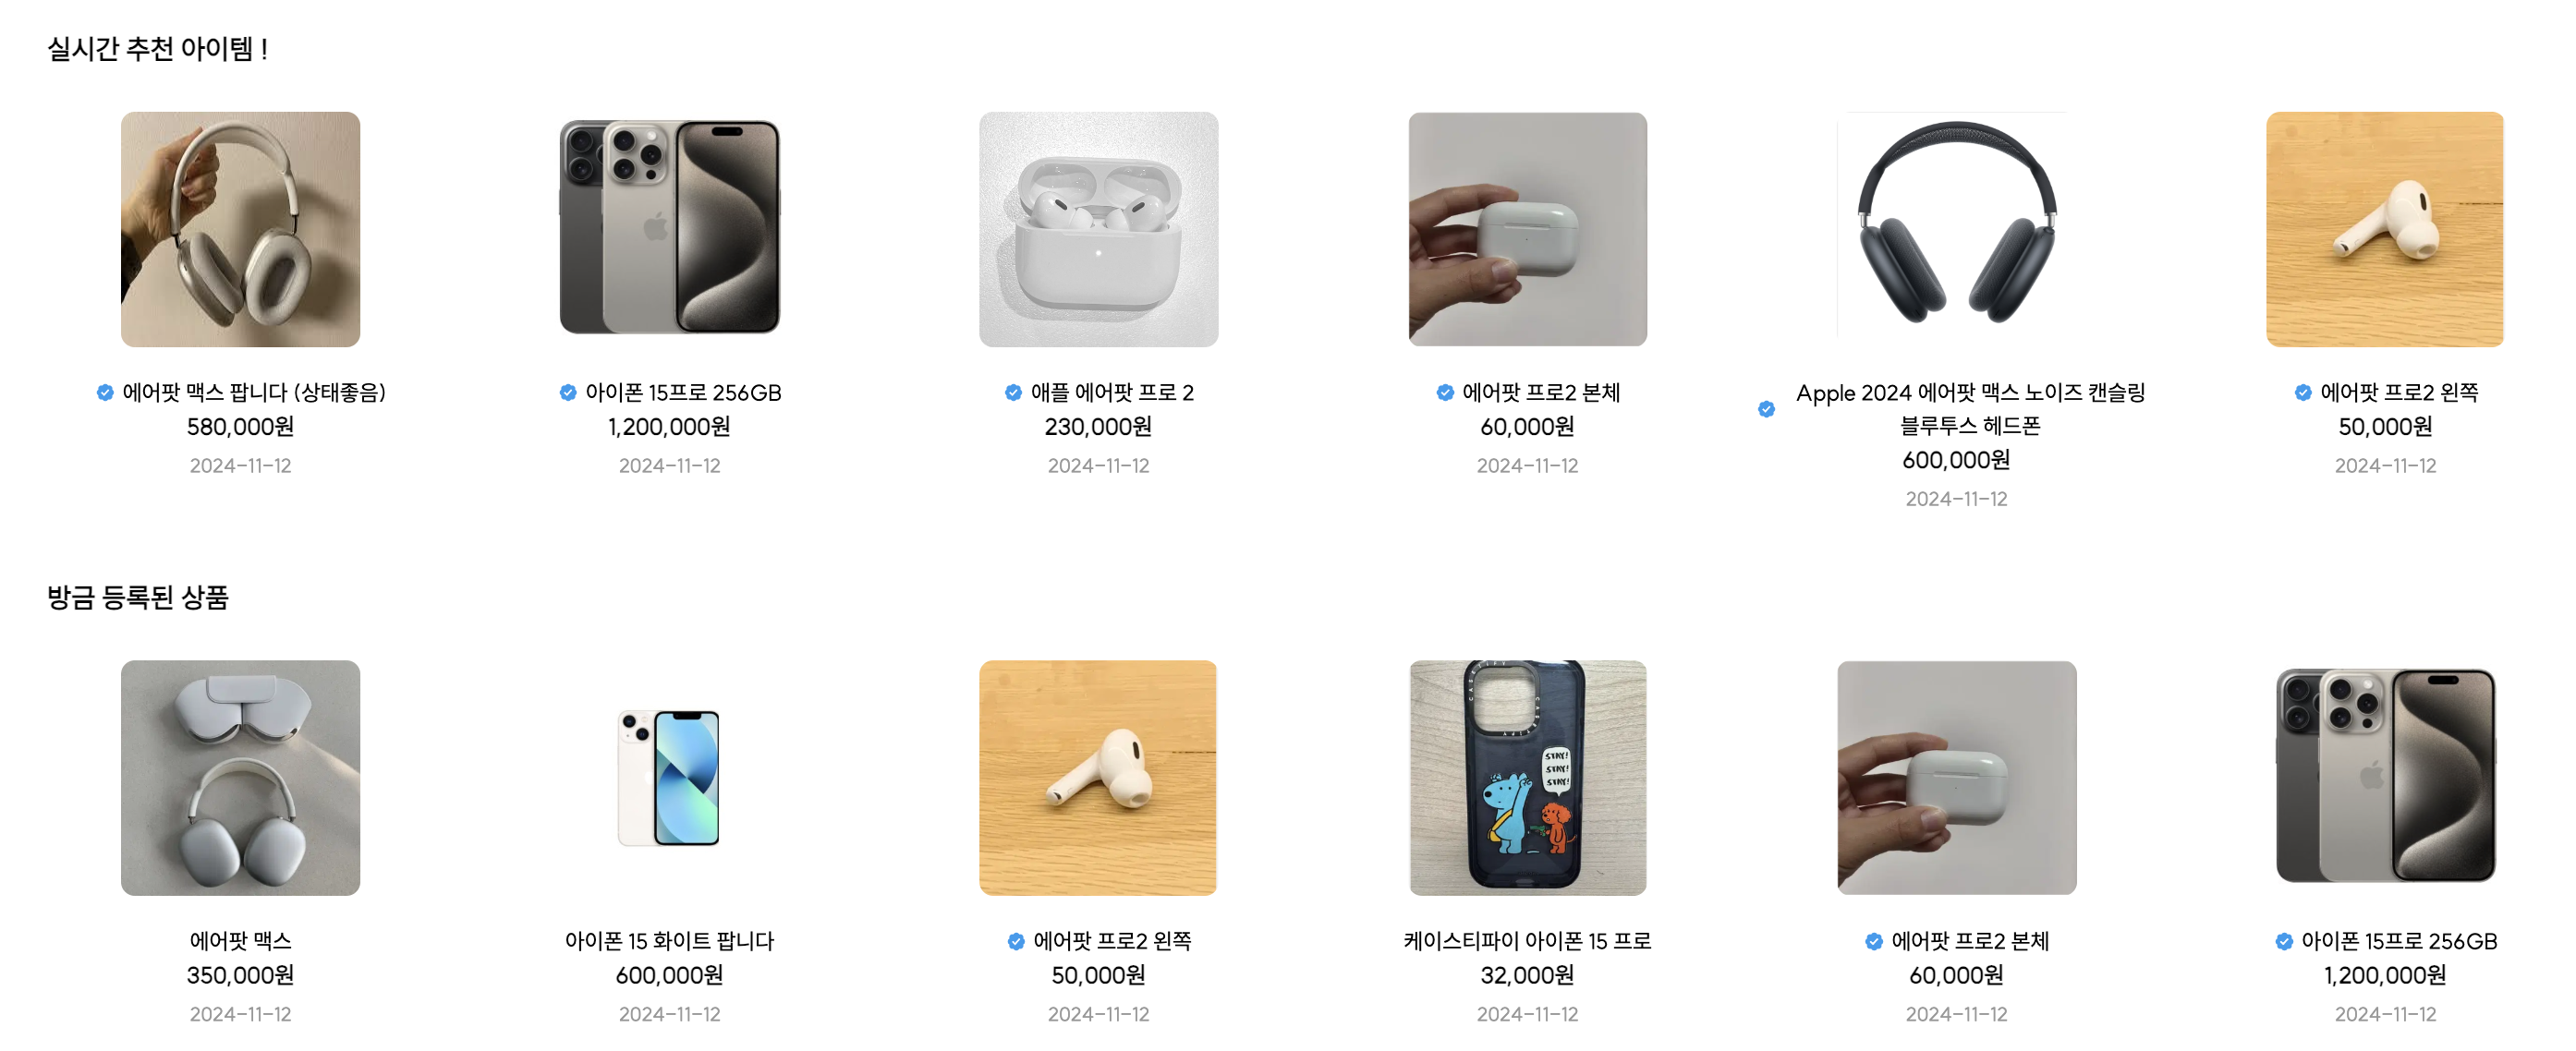 실시간 추천 아이템 !
에어팟 맥스 팝니다 (상태좋음)
580,000원
2024-11-12
아이폰 15프로 256GB
1,200,000원
2024-11-12
애플 에어팟 프로 2
230,000원
2024-11-12
에어팟 프로2 본체
60,000원
2024-11-12
Apple 2024 에어팟 맥스 노이즈 캔슬링
블루투스 헤드폰
600,000원
2024-11-12
에어팟 프로2 왼쪽
50,000원
2024-11-12
방금 등록된 상품
에어팟 맥스
350,000원
2024-11-12
아이폰 15 화이트 팝니다
600,000원
2024-11-12
에어팟 프로2 왼쪽
50,000원
2024-11-12
STAY!
STAY!
STAY!
케이스티파이 아이폰 15 프로
32,000원
2024-11-12
에어팟 프로2 본체
60,000원
2024-11-12
아이폰 15프로 256GB
1,200,000원
2024-11-12